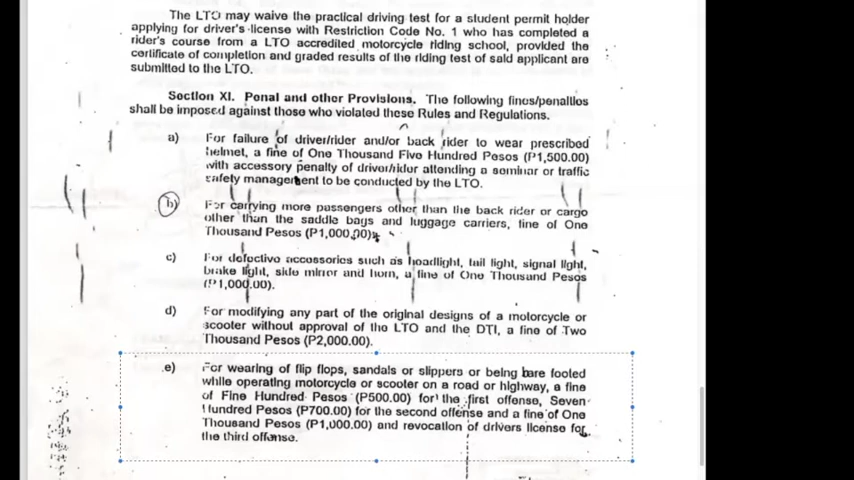 The LTO may waive the practical driving test for a student permit holder
applying for driver's license with Restriction Code No. 1 who has completed a
rider's course from a LTO accredited motorcycle riding school, provided the
certificate of completion and graded results of the riding test of said applicant are
submitted to the LTO.
Section XI. Penal and other Provisions. The following fines/penalties
shall be imposed against those who violated these Rules and Regulations.
a) For failure of driver/rider and/or back rider to wear prescribed
helmet, a fine of One Thousand Five Hundred Pesos (P1,500.00)
with accessory penalty of driver/rider attending a seminar or traffic
safety management to be conducted by the LTO.
b) For carrying more passengers other than the back rider or cargo
other than the saddle bags and luggage carriers, fine of One
Thousand Pesos (P1,000.00)
c) For defective accessories such as headlight, tail light, signal light,
brake light, side mirror and horn, a fine of One Thousand Pesos
(P1,000.00).
d) For modifying any part of the original designs of a motorcycle or
scooter without approval of the LTO and the DTI, a fine of Two
Thousand Pesos (P2,000.00).
e) For wearing of flip flops, sandals or slippers or being bare footed
while operating motorcycle or scooter on a road or highway, a fine
of Fine Hundred Pesos (P500.00) for the first offense, Seven
Hundred Pesos (P700.00) for the second offense and a fine of One
Thousand Pesos (P1,000.00) and revocation of drivers license for
the third offense.